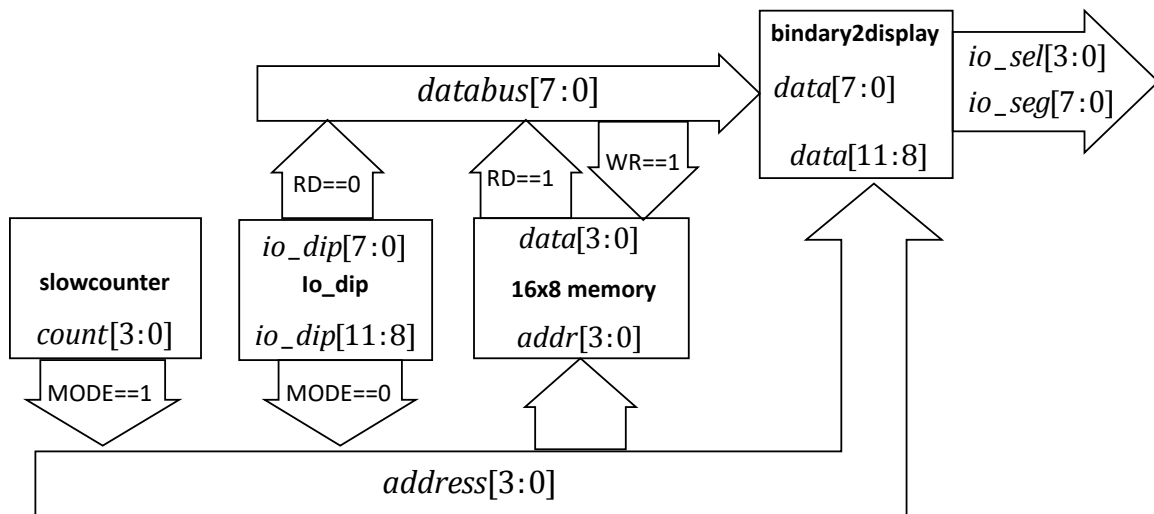 bindary2display
io_sel[3:0]
databus[7:0]
data[7:0]
io_seg[7:0]
data[11:8]
RD==0
RD==1
WR==1
io_dip[7:0]
data[3:0]
slowcounter
Io_dip
16x8 memory
count[3:0]
io_dip[11:8]
addr[3:0]
MODE==1
MODE==0
address[3:0]